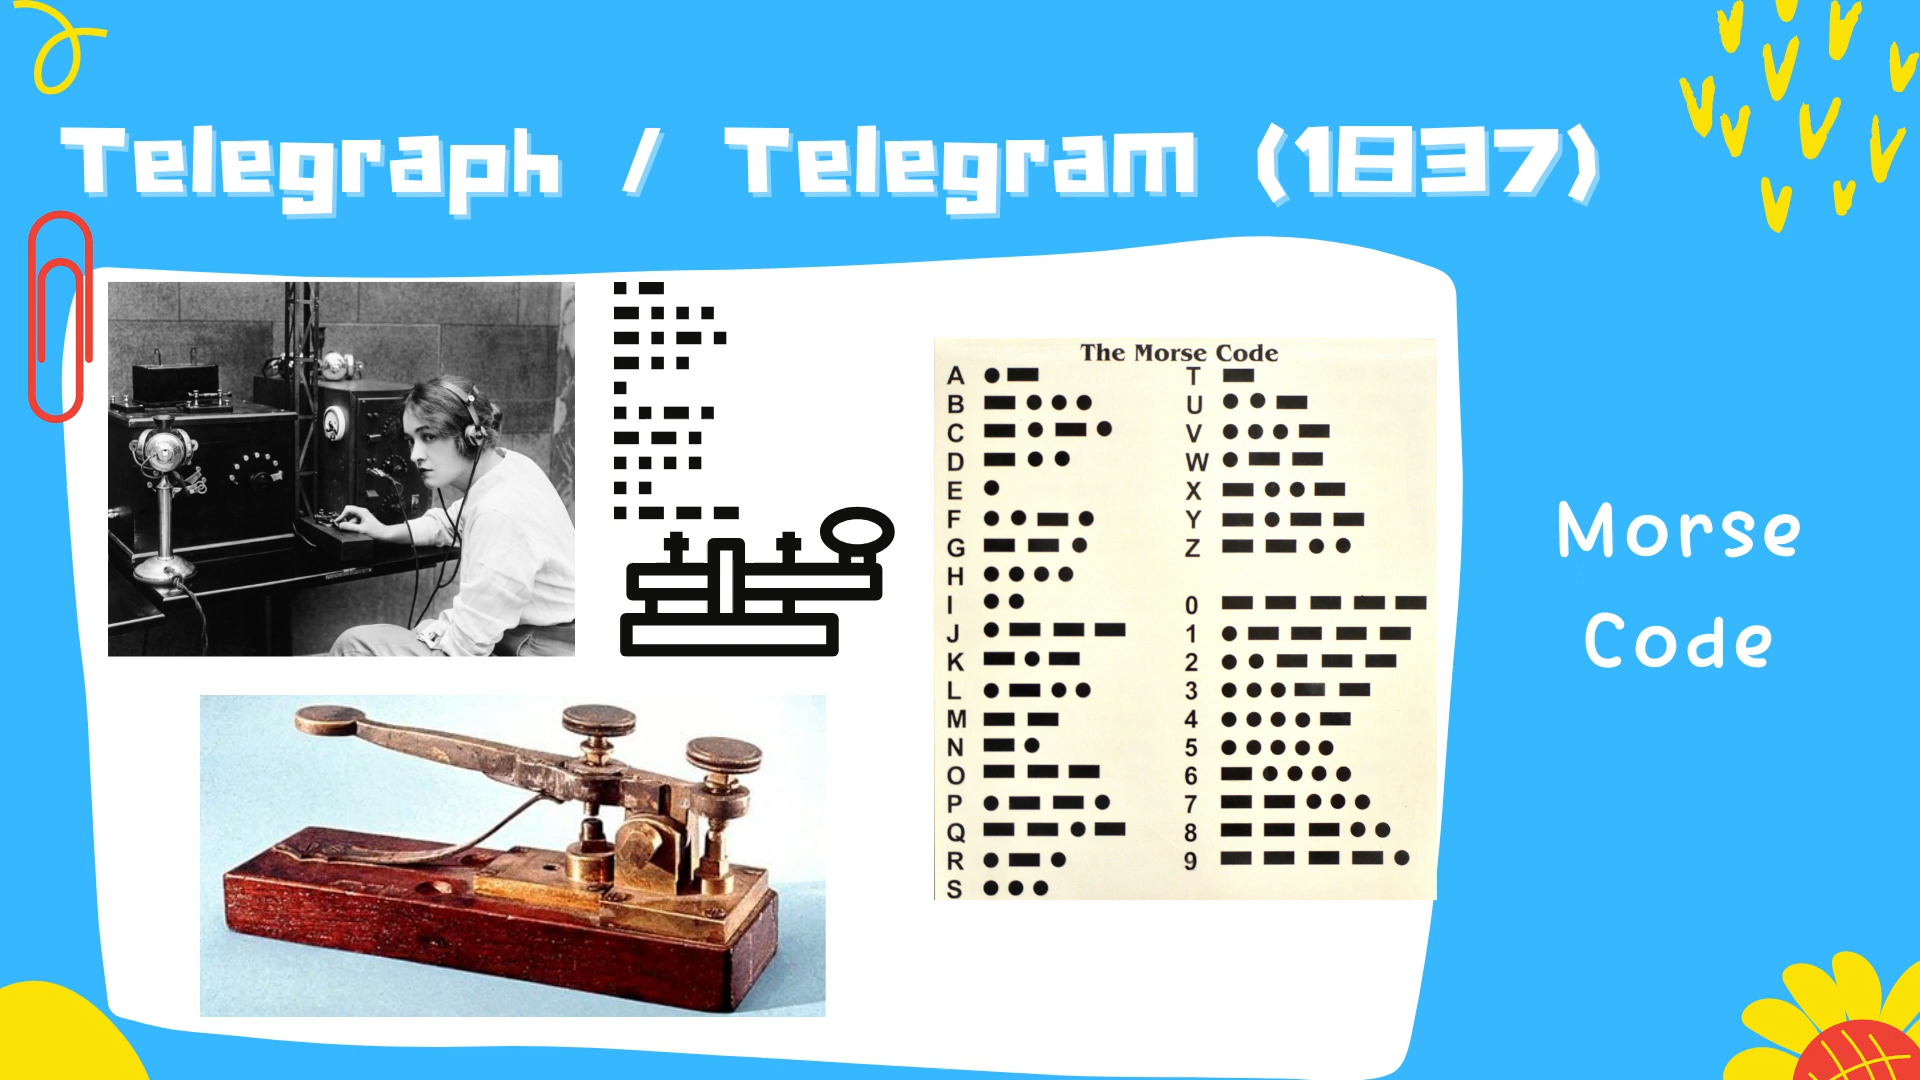 Telegraph / Telegram (1837)
The Morse Code
A
B
C
D
E
F
G
H
I
J
K
L
M
N
O
P
Q
R
S
T
U
V
W
X
Y
Z
0
1
2
3
4
5
6
7
8
9
Morse
Code